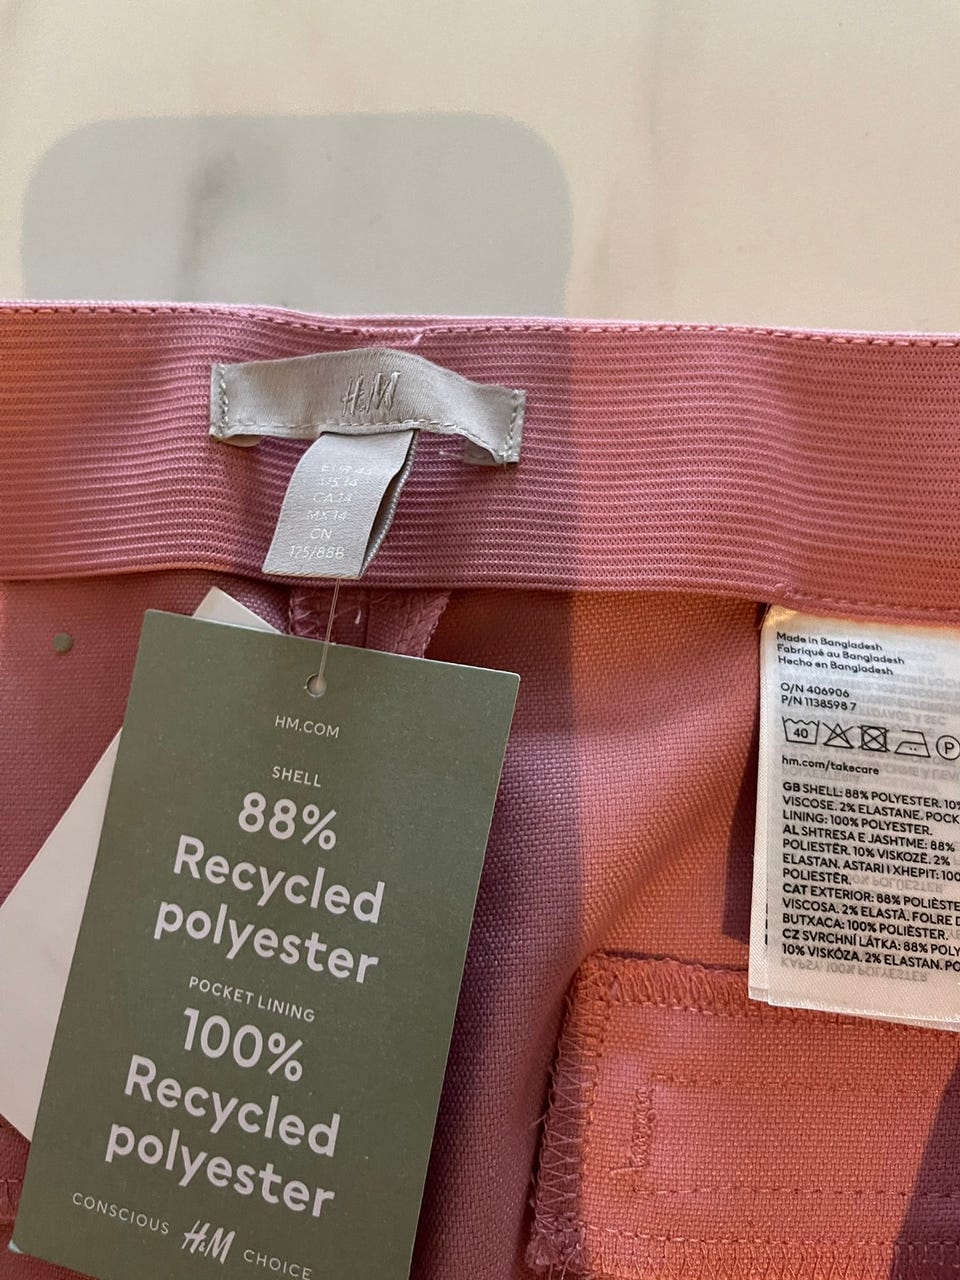 H&M
EUR 44
US 14
CA 14
MX 14
CN
175/88B
HM.COM
SHELL
88%
Recycled
polyester
POCKET LINING
100%
Recycled
polyester
CONSCIOUS H&M CHOICE
Made in Bangladesh
Fabriqué au Bangladesh
Hecho en Bangladesh
O/N 406906
P/N 1138598 7
40
P
hm.com/takecare
GB SHELL: 88% POLYESTER. 10%
VISCOSE. 2% ELASTANE. POCK
LINING: 100% POLYESTER.
AL SHTRESA E JASHTME: 88%
POLIESTËR. 10% VISKOZË. 2%
ELASTAN. ASTARI I XHEPIT: 100
POLIESTËR.
CAT EXTERIOR: 88% POLIÈSTE
VISCOSA. 2% ELASTÀ. FOLRE D
BUTXACA: 100% POLIÈSTER.
CZ SVRCHNÍ LÁTKA: 88% POLY
10% VISKÓZA. 2% ELASTAN. PO